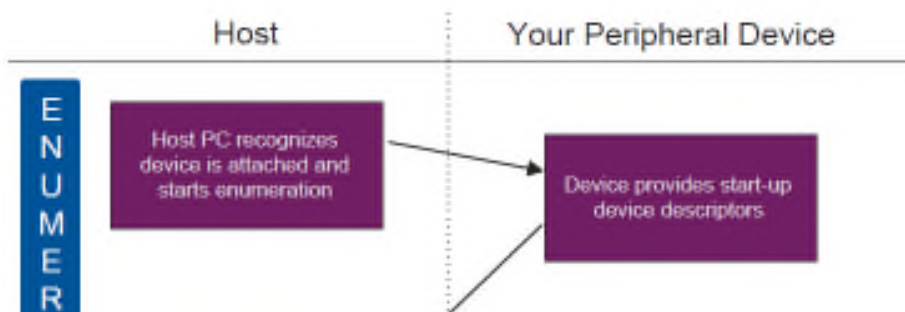 Host
Your Peripheral Device
E
N
U
M
E
R
Host PC recognizes
device is attached and
starts enumeration
Device provides start-up
device descriptors